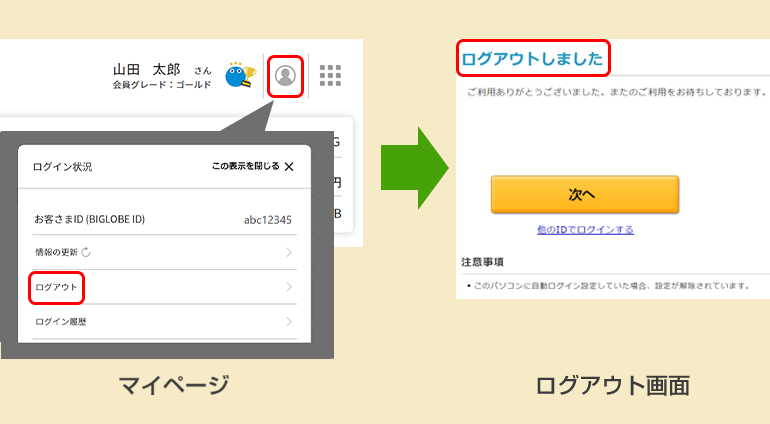 山田 太郎 さん
会員グレード：ゴールド
G
円
B
ログイン状況
この表示を閉じる ×
お客さまID (BIGLOBE ID) abc12345
情報の更新
ログアウト
ログイン履歴
マイページ
ログアウトしました
ご利用ありがとうございました。またのご利用をお待ちしております。
次へ
他のIDでログインする
注意事項
• このパソコンに自動ログイン設定していた場合、設定が解除されています。
ログアウト画面